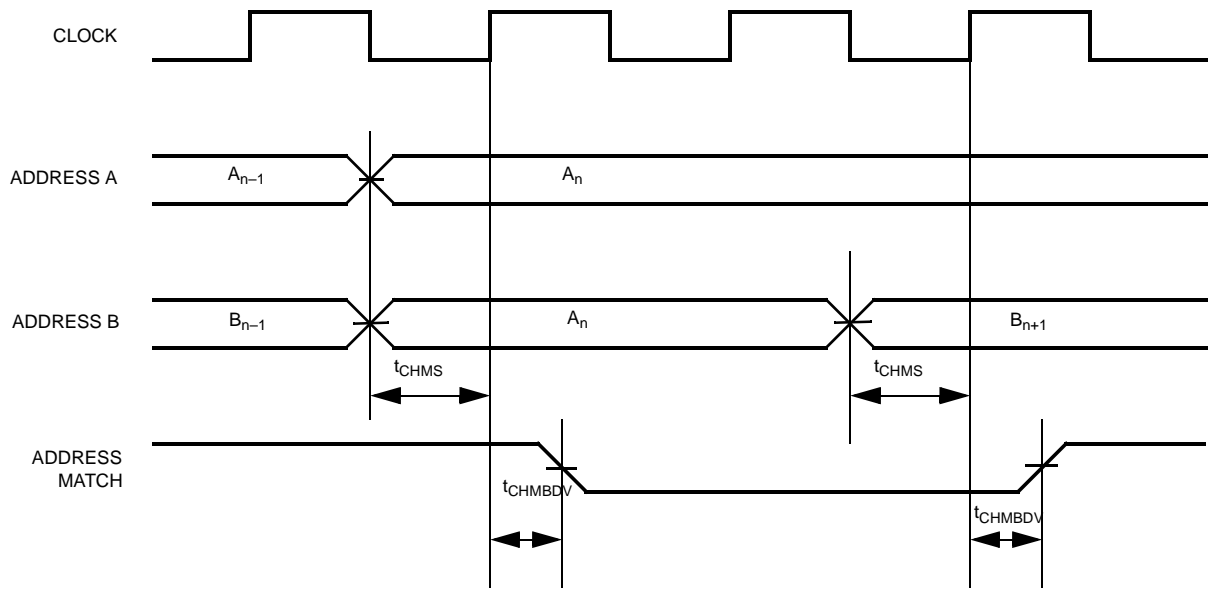 CLOCK
ADDRESS A
Aₙ₋₁
Aₙ
ADDRESS B
Bₙ₋₁
Aₙ
Bₙ₊₁
tCHMS
tCHMS
ADDRESS
MATCH
tCHMBDV
tCHMBDV